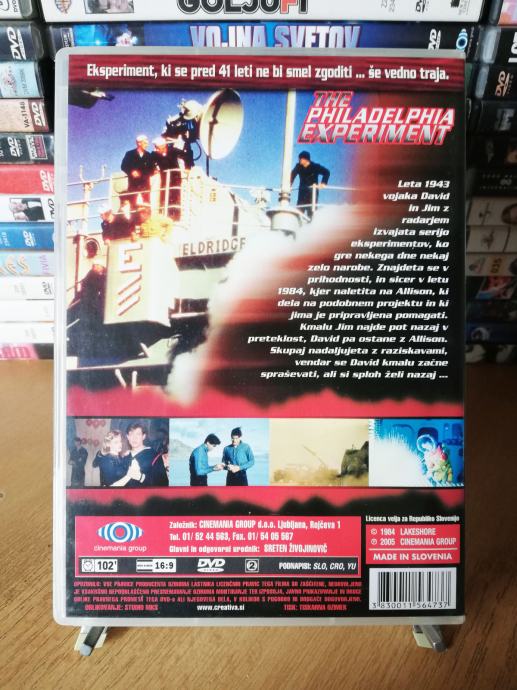 GOLJUFI
VOJNA SVETOV
Eksperiment, ki se pred 41 leti ne bi smel zgoditi ... še vedno traja.
THE
PHILADELPHIA
EXPERIMENT
ELDRIDGE
Leta 1943
vojaka David
in Jim z
radarjem
izvajata serijo
eksperimentov, ko
gre nekega dne nekaj
zelo narobe. Znajdeta se v
prihodnosti, in sicer v letu
1984, kjer naletita na Allison, ki
dela na podobnem projektu in ki
jima je pripravljena pomagati.
Kmalu Jim najde pot nazaj v
preteklost, David pa ostane z Allison.
Skupaj nadaljujeta z raziskavami,
vendar se David kmalu začne
spraševati, ali si sploh želi nazaj ...
cinemania group
Založnik: CINEMANIA GROUP d.o.o. Ljubljana, Rojčeva 1
Tel. 01/ 52 44 563, Fax. 01/ 54 05 567
Glavni in odgovorni urednik: SRETEN ŽIVOJINOVIĆ
102' 16:9 DVD 2 PODNAPISI: SLO, CRO, YU
Licenca velja za Republiko Slovenijo
© 1984 LAKESHORE
℗ 2005 CINEMANIA GROUP
MADE IN SLOVENIA
OBLIKOVANJE: STUDIO NIKS www.creativa.si TISK: TISKARNA OZIMEK
3 830011 564737